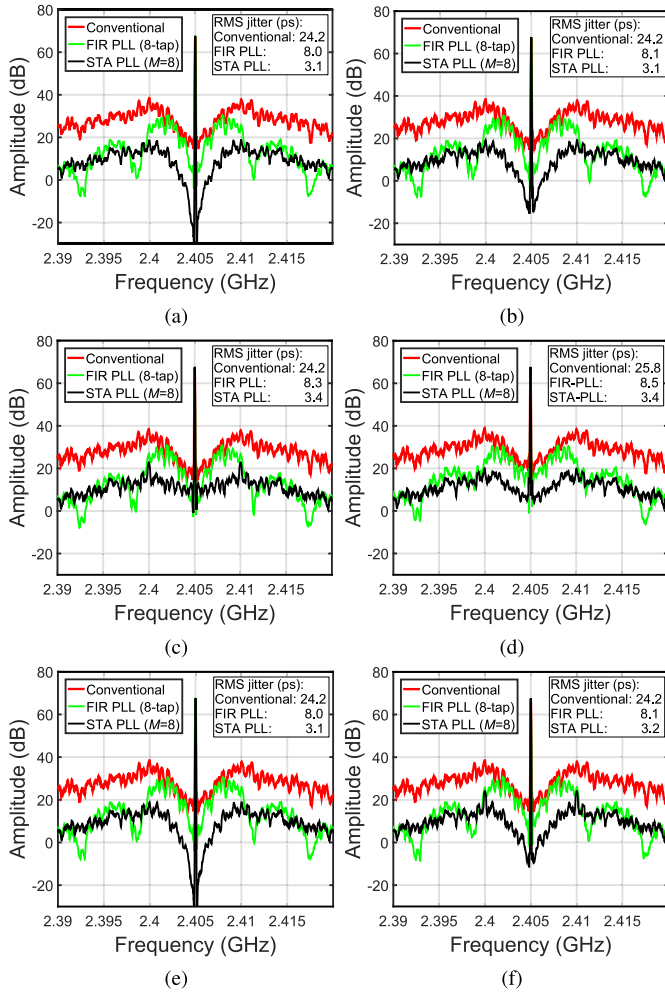 80
60
40
20
0
-20
Amplitude (dB)
Conventional
FIR PLL (8-tap)
STA PLL (M=8)
RMS jitter (ps):
Conventional: 24.2
FIR PLL: 8.0
STA PLL: 3.1
2.39 2.395 2.4 2.405 2.41 2.415
Frequency (GHz)
(a)
80
60
40
20
0
-20
Amplitude (dB)
Conventional
FIR PLL (8-tap)
STA PLL (M=8)
RMS jitter (ps):
Conventional: 24.2
FIR PLL: 8.1
STA PLL: 3.1
2.39 2.395 2.4 2.405 2.41 2.415
Frequency (GHz)
(b)
80
60
40
20
0
-20
Amplitude (dB)
Conventional
FIR PLL (8-tap)
STA PLL (M=8)
RMS jitter (ps):
Conventional: 24.2
FIR PLL: 8.3
STA PLL: 3.4
2.39 2.395 2.4 2.405 2.41 2.415
Frequency (GHz)
(c)
80
60
40
20
0
-20
Amplitude (dB)
Conventional
FIR PLL (8-tap)
STA PLL (M=8)
RMS jitter (ps):
Conventional: 25.8
FIR-PLL: 8.5
STA-PLL: 3.4
2.39 2.395 2.4 2.405 2.41 2.415
Frequency (GHz)
(d)
80
60
40
20
0
-20
Amplitude (dB)
Conventional
FIR PLL (8-tap)
STA PLL (M=8)
RMS jitter (ps):
Conventional: 24.2
FIR PLL: 8.0
STA PLL: 3.1
2.39 2.395 2.4 2.405 2.41 2.415
Frequency (GHz)
(e)
80
60
40
20
0
-20
Amplitude (dB)
Conventional
FIR PLL (8-tap)
STA PLL (M=8)
RMS jitter (ps):
Conventional: 24.2
FIR PLL: 8.1
STA PLL: 3.2
2.39 2.395 2.4 2.405 2.41 2.415
Frequency (GHz)
(f)